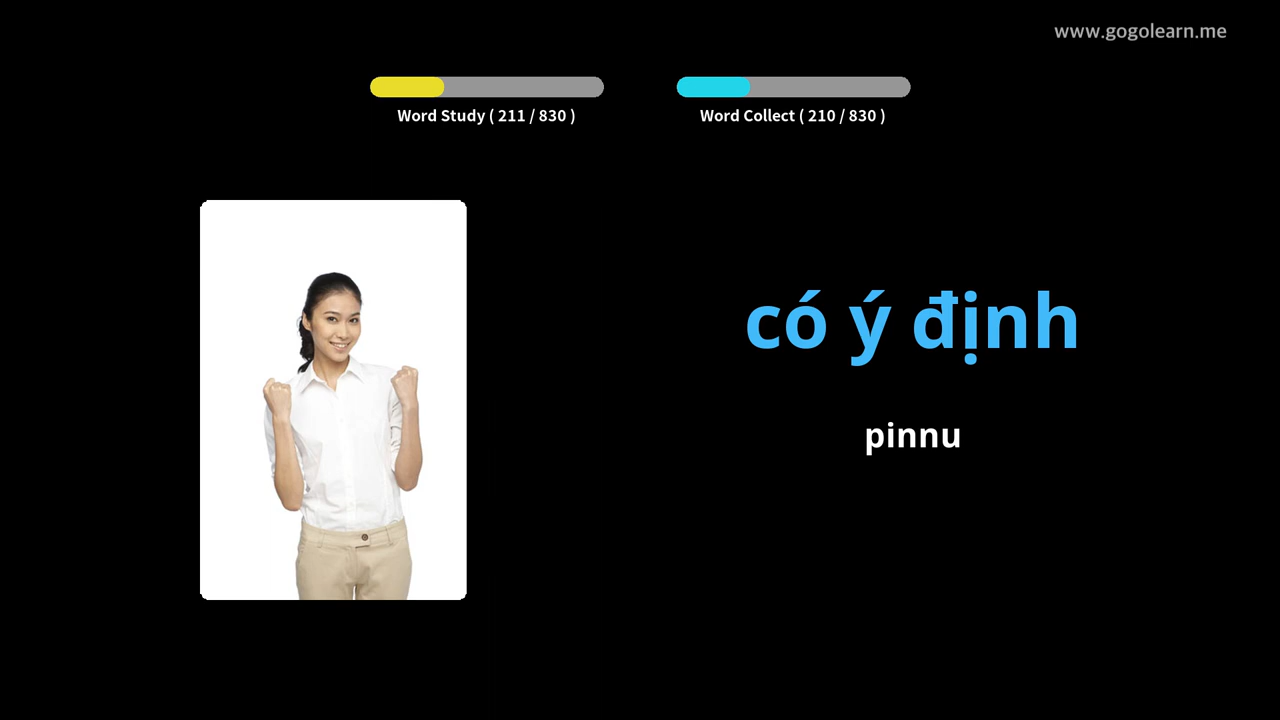 www.gogolearn.me
Word Study ( 211 / 830 )
Word Collect ( 210 / 830 )
có ý định
pinnu